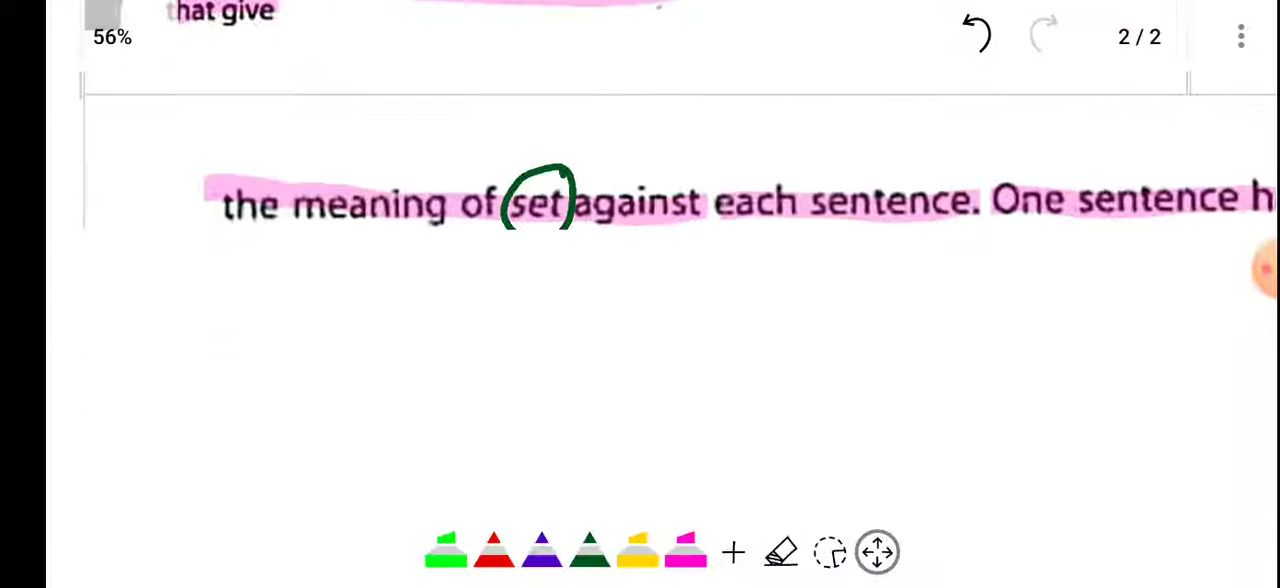 hat give
56%
2 / 2
the meaning of set against each sentence. One sentence h